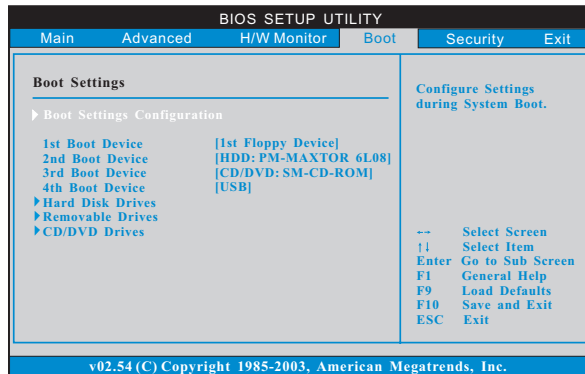 BIOS SETUP UTILITY
Main Advanced H/W Monitor Boot Security Exit
Boot Settings
Boot Settings Configuration
1st Boot Device [1st Floppy Device]
2nd Boot Device [HDD: PM-MAXTOR 6L08]
3rd Boot Device [CD/DVD: SM-CD-ROM]
4th Boot Device [USB]
Hard Disk Drives
Removable Drives
CD/DVD Drives
Configure Settings
during System Boot.
←→ Select Screen
↑↓ Select Item
Enter Go to Sub Screen
F1 General Help
F9 Load Defaults
F10 Save and Exit
ESC Exit
v02.54 (C) Copyright 1985-2003, American Megatrends, Inc.